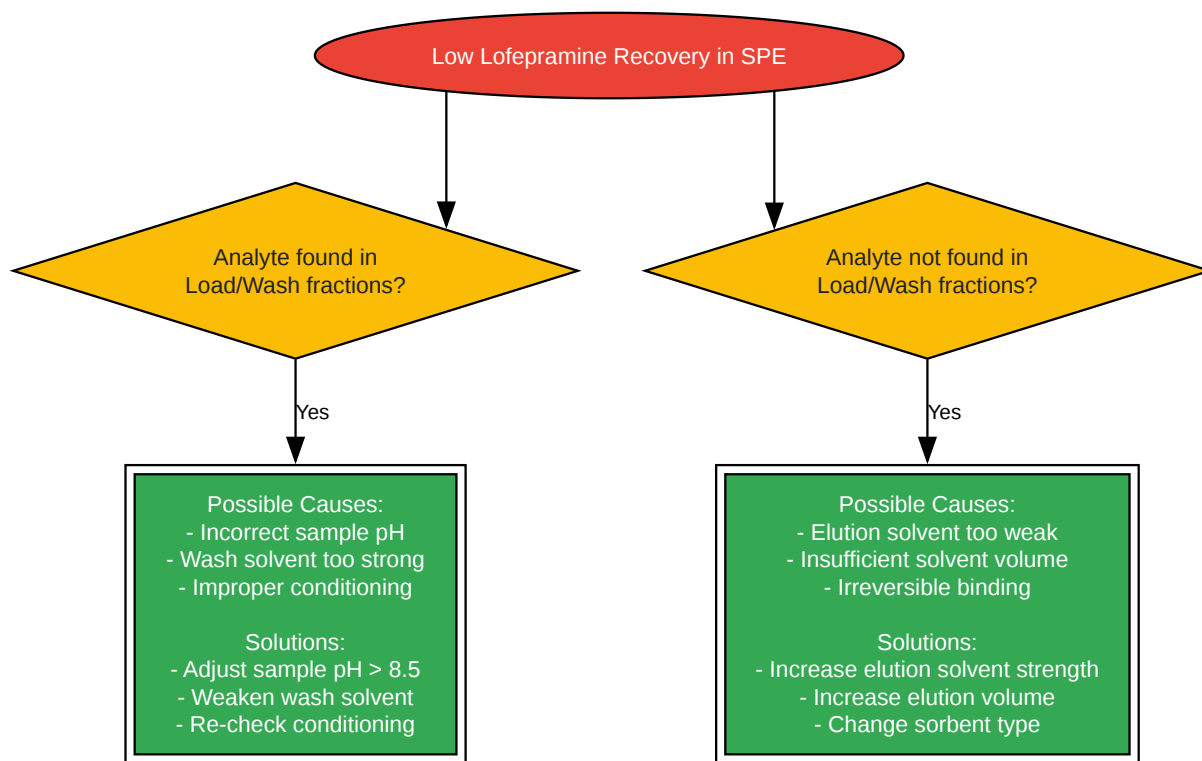 Low Lofepramine Recovery in SPE
Analyte found in
Load/Wash fractions?
Analyte not found in
Load/Wash fractions?
Yes
Yes
Possible Causes:
- Incorrect sample pH
- Wash solvent too strong
- Improper conditioning
Solutions:
- Adjust sample pH > 8.5
- Weaken wash solvent
- Re-check conditioning
Possible Causes:
- Elution solvent too weak
- Insufficient solvent volume
- Irreversible binding
Solutions:
- Increase elution solvent strength
- Increase elution volume
- Change sorbent type